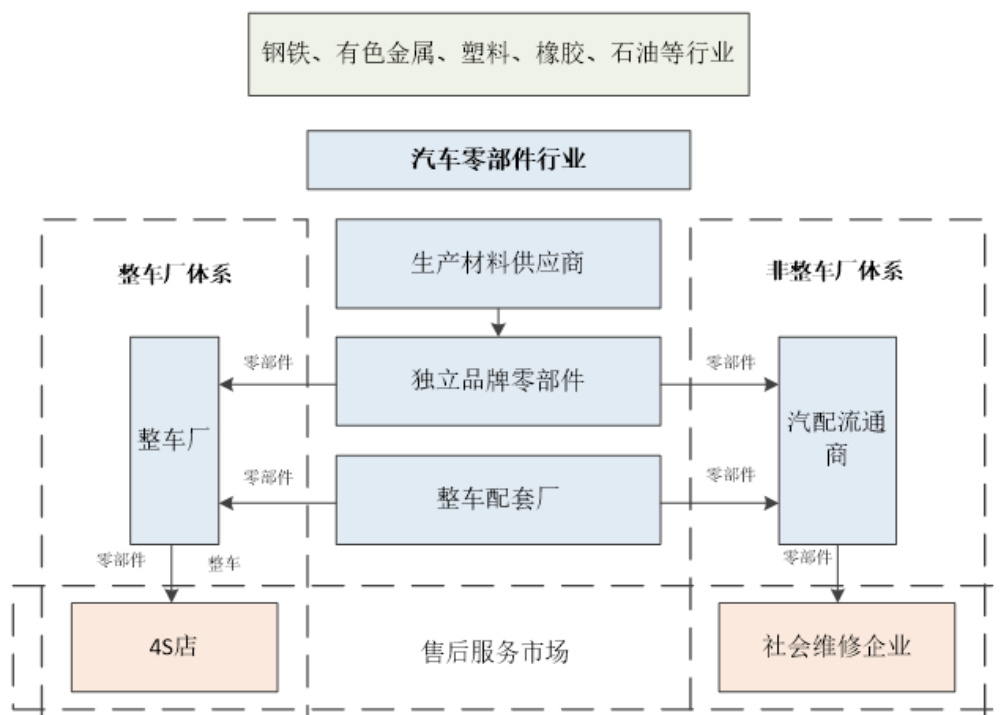 钢铁、有色金属、塑料、橡胶、石油等行业
汽车零部件行业
整车厂体系
生产材料供应商
非整车厂体系
零部件
独立品牌零部件
零部件
整车厂
汽配流通
商
零部件
整车配套厂
零部件
零部件
整车
零部件
4S店
售后服务市场
社会维修企业